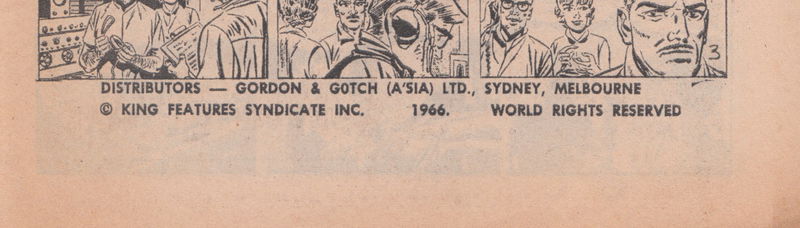 3
DISTRIBUTORS — GORDON & GOTCH (A'SIA) LTD., SYDNEY, MELBOURNE
© KING FEATURES SYNDICATE INC. 1966. WORLD RIGHTS RESERVED